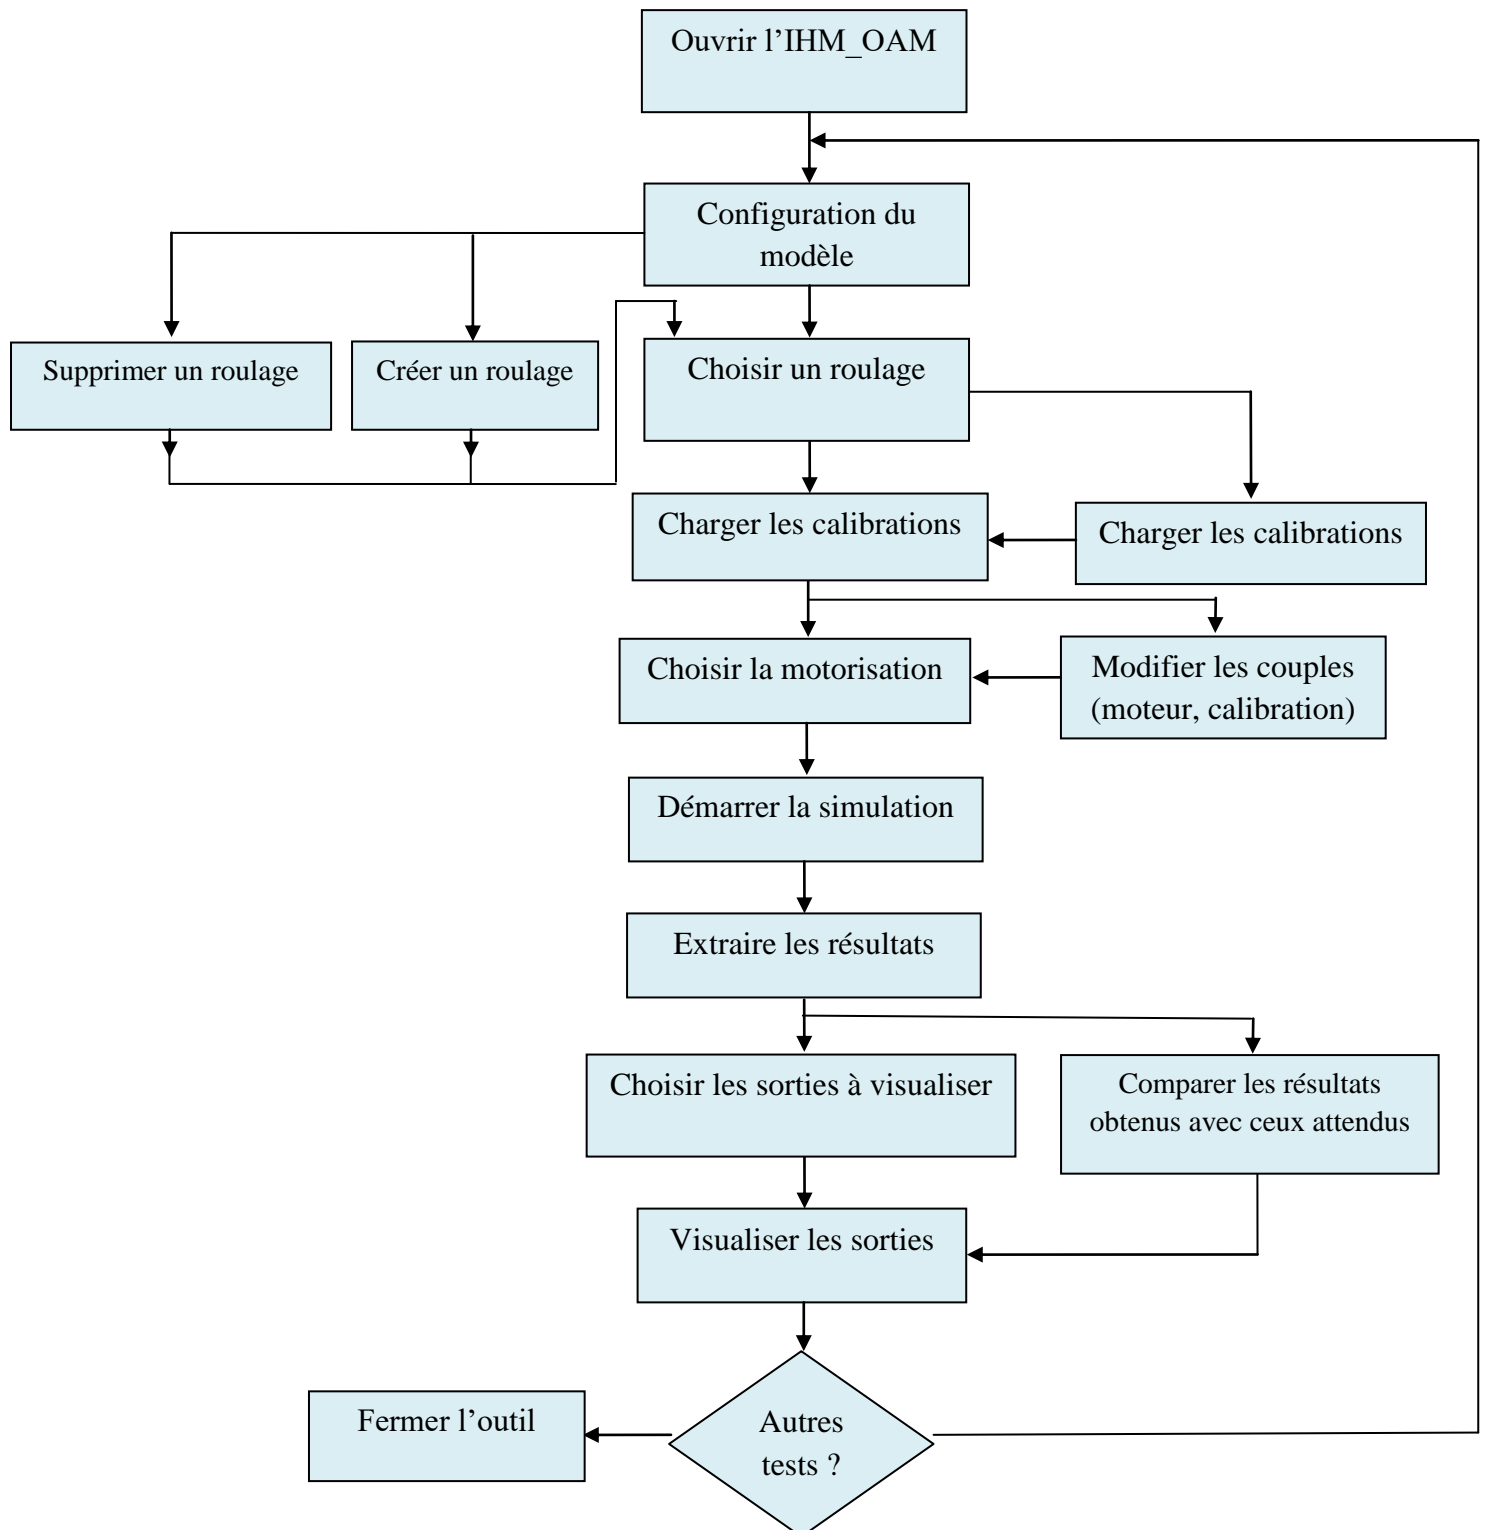 Ouvrir l’IHM_OAM
Configuration du
modèle
Supprimer un roulage
Créer un roulage
Choisir un roulage
Charger les calibrations
Charger les calibrations
Choisir la motorisation
Modifier les couples
(moteur, calibration)
Démarrer la simulation
Extraire les résultats
Choisir les sorties à visualiser
Comparer les résultats
obtenus avec ceux attendus
Visualiser les sorties
Fermer l’outil
Autres
tests ?